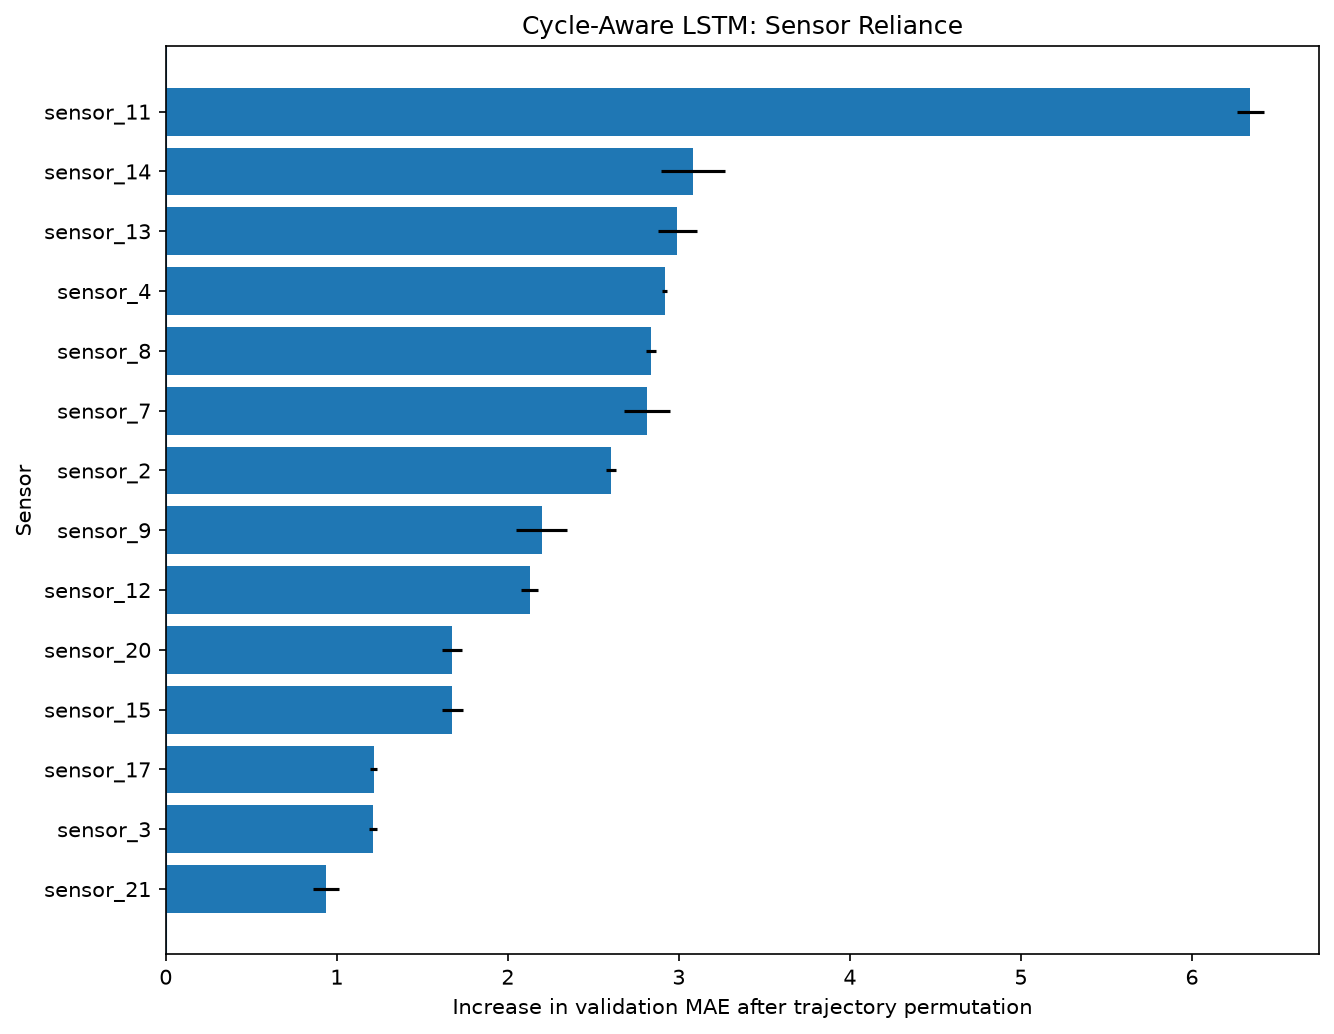 Cycle-Aware LSTM: Sensor Reliance
sensor_11
sensor_14
sensor_13
sensor_4
sensor_8
sensor_7
sensor_2
sensor_9
sensor_12
sensor_20
sensor_15
sensor_17
sensor_3
sensor_21
Sensor
0 1 2 3 4 5 6
Increase in validation MAE after trajectory permutation